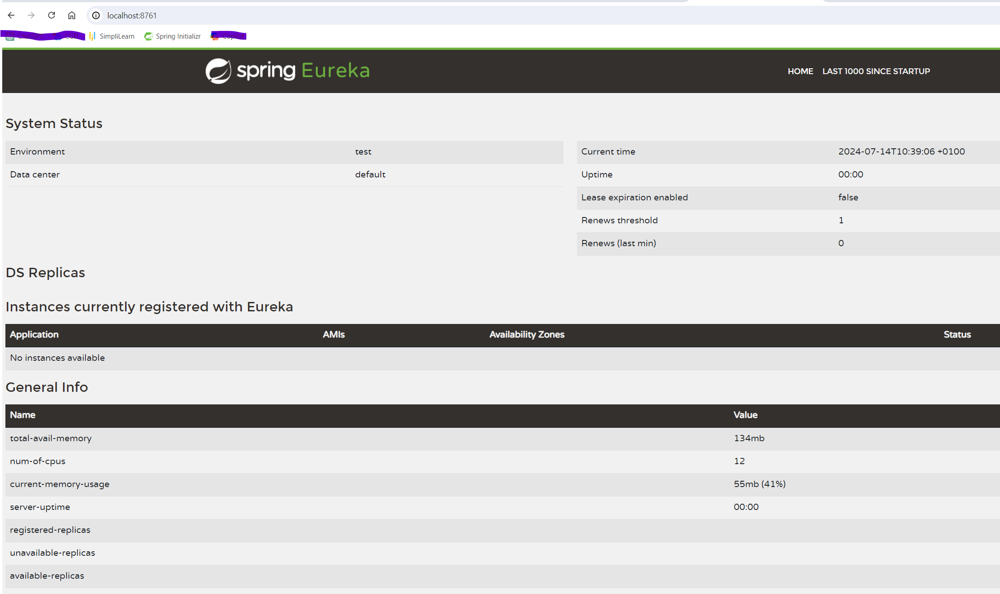 localhost:8761
ChatGPT CGD SimpliLearn Spring Initializr Copilot
spring Eureka HOME LAST 1000 SINCE STARTUP
System Status
Environment test
Data center default
Current time 2024-07-14T10:39:06 +0100
Uptime 00:00
Lease expiration enabled false
Renews threshold 1
Renews (last min) 0
DS Replicas
Instances currently registered with Eureka
Application AMIs Availability Zones Status
No instances available
General Info
Name Value
total-avail-memory 134mb
num-of-cpus 12
current-memory-usage 55mb (41%)
server-uptime 00:00
registered-replicas
unavailable-replicas
available-replicas